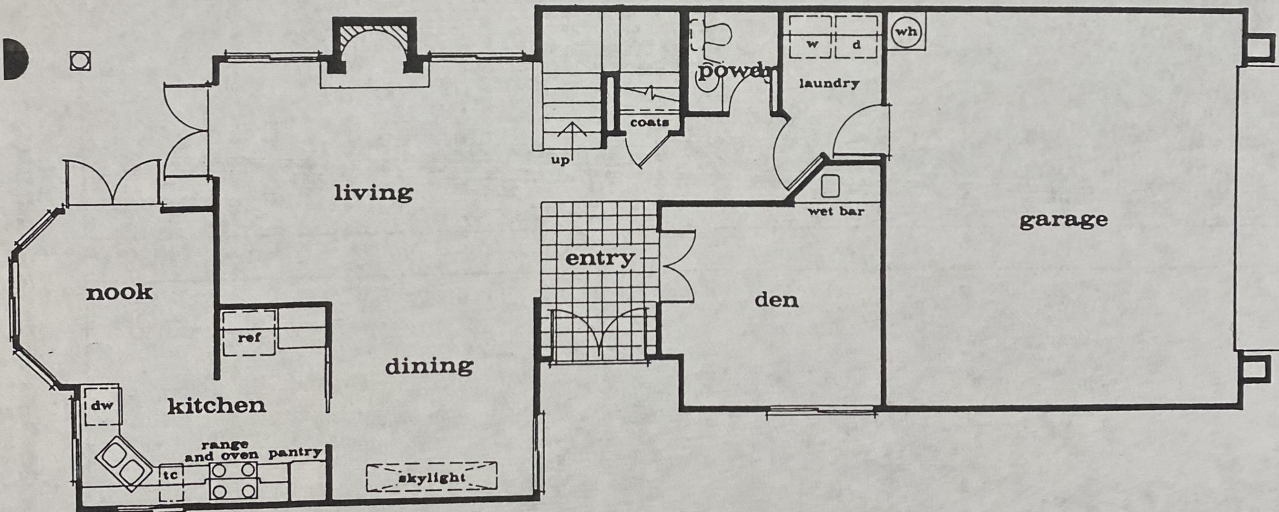 wh
w d
powdr
laundry
coats
up
living
wet bar
garage
entry
nook
den
ref
dining
dw
kitchen
range
and oven pantry
tc
skylight